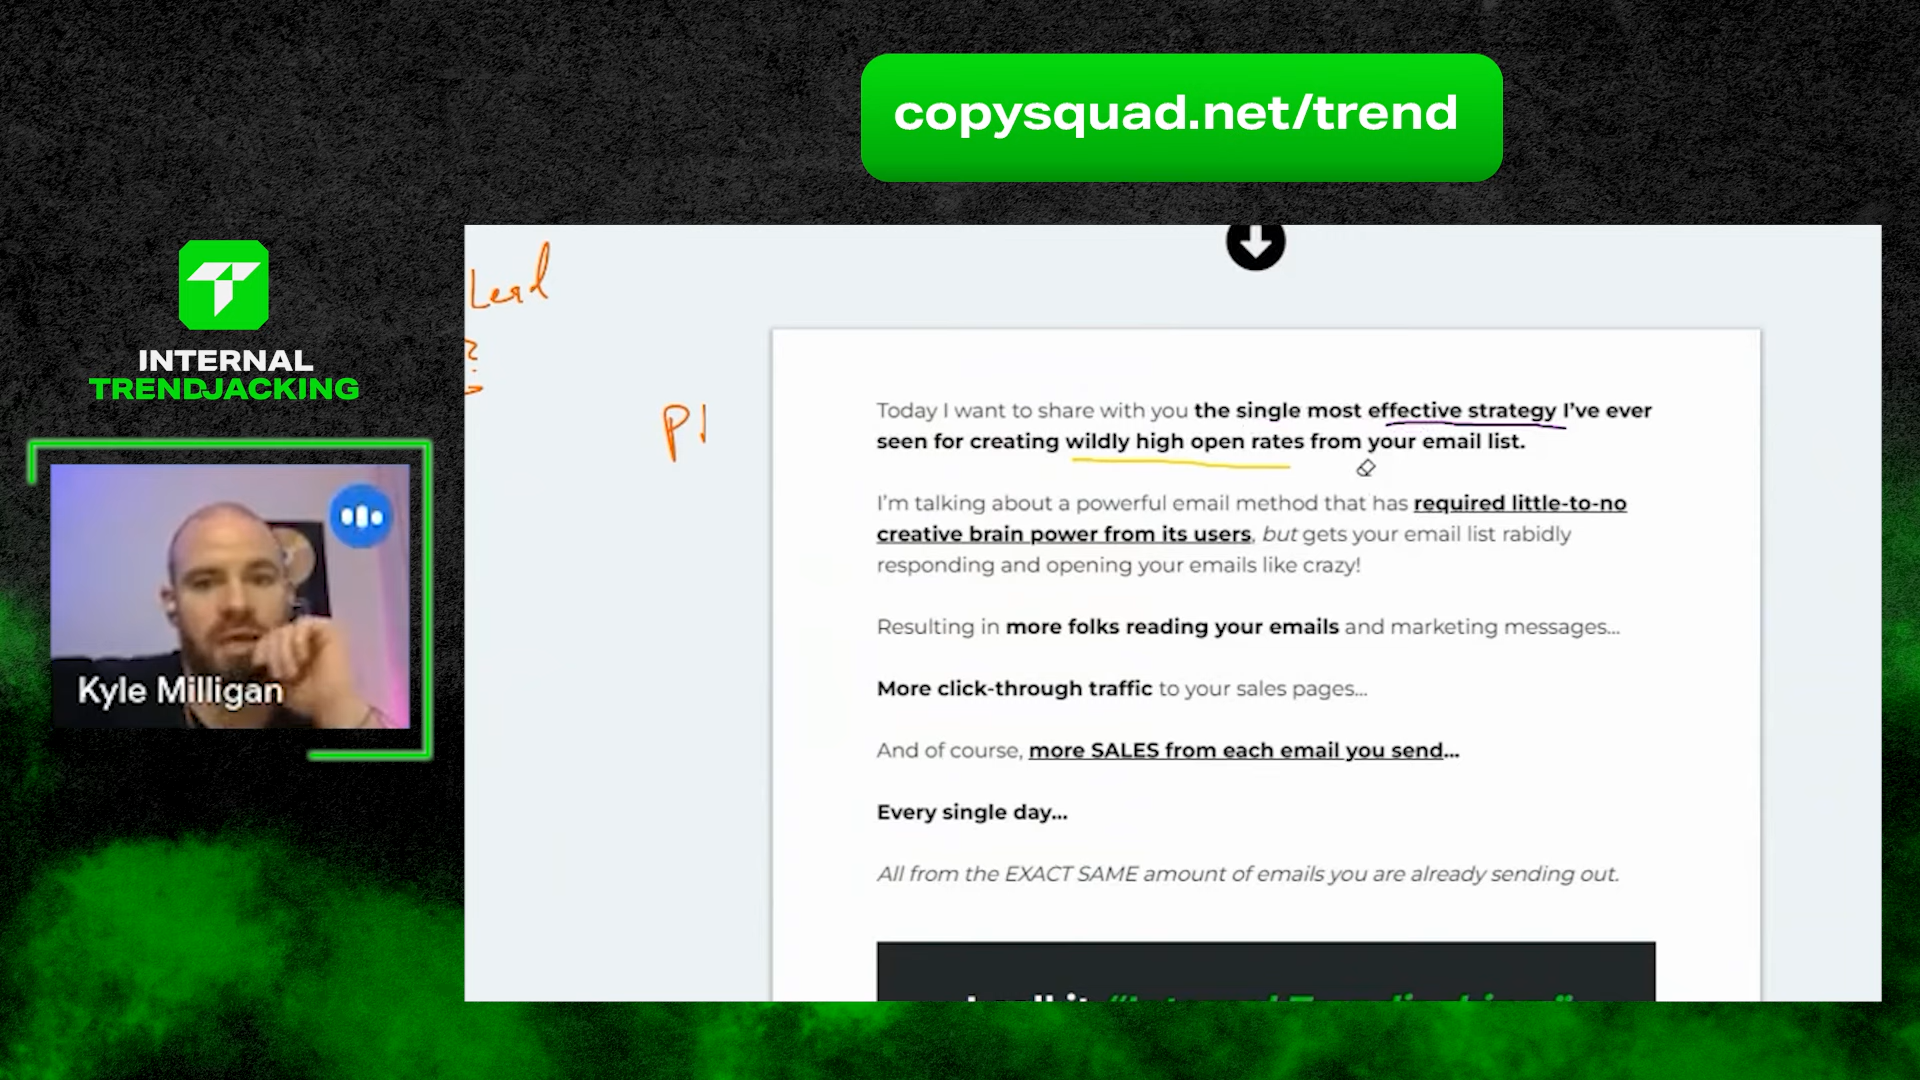 copysquad.net/trend
INTERNAL
TRENDJACKING
Kyle Milligan
Lead
P1
Today I want to share with you the single most effective strategy I've ever
seen for creating wildly high open rates from your email list.
I'm talking about a powerful email method that has required little-to-no
creative brain power from its users, but gets your email list rabidly
responding and opening your emails like crazy!
Resulting in more folks reading your emails and marketing messages...
More click-through traffic to your sales pages...
And of course, more SALES from each email you send...
Every single day...
All from the EXACT SAME amount of emails you are already sending out.